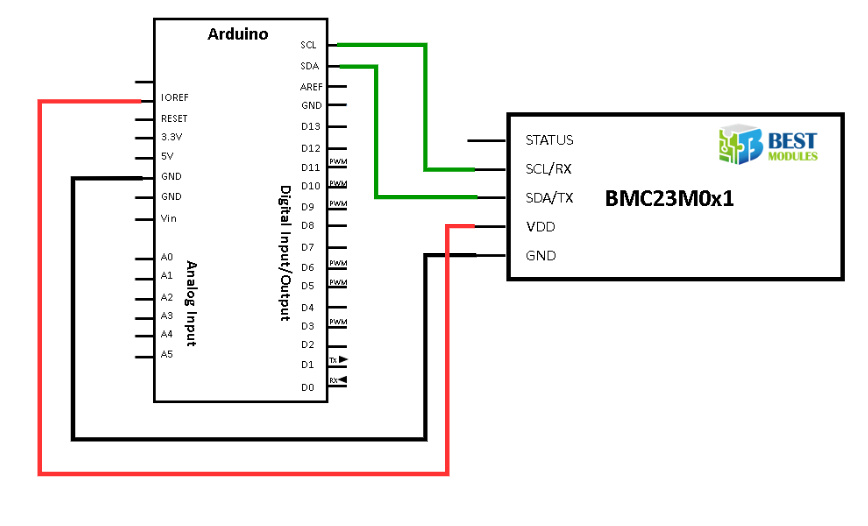 Arduino
SCL
SDA
AREF
GND
D13
D12
D11 PWM
D10 PWM
D9 PWM
D8
D7
D6 PWM
D5 PWM
D4
D3 PWM
D2
D1 TX
D0 RX
IOREF
RESET
3.3V
5V
GND
GND
Vin
A0
A1
A2
A3
A4
A5
Analog Input
Digital Input/Output
STATUS
SCL/RX
SDA/TX
VDD
GND
BEST
MODULES
BMC23M0x1